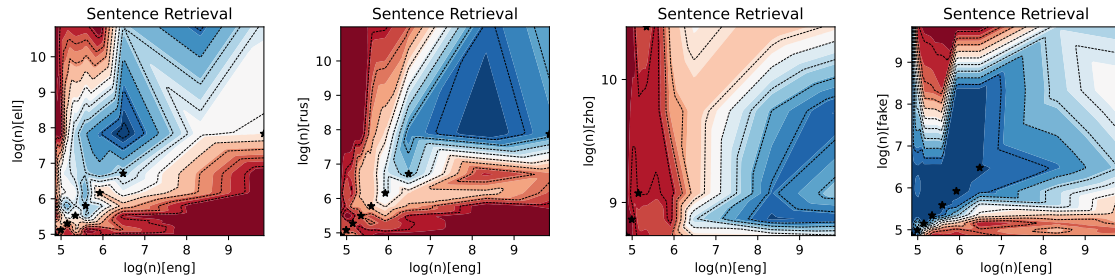 Sentence Retrieval
log(n)[ell]
10
9
8
7
6
5
5 6 7 8 9
log(n)[eng]
Sentence Retrieval
log(n)[rus]
10
9
8
7
6
5
5 6 7 8 9
log(n)[eng]
Sentence Retrieval
log(n)[zho]
10
9
5 6 7 8 9
log(n)[eng]
Sentence Retrieval
log(n)[fake]
9
8
7
6
5
5 6 7 8 9
log(n)[eng]